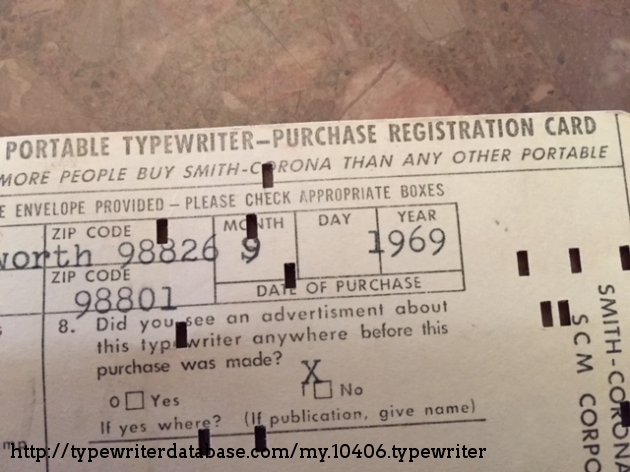 PORTABLE TYPEWRITER—PURCHASE REGISTRATION CARD
MORE PEOPLE BUY SMITH-CORONA THAN ANY OTHER PORTABLE
E ENVELOPE PROVIDED — PLEASE CHECK APPROPRIATE BOXES
ZIP CODE MONTH DAY YEAR
worth 98826 9 1969
ZIP CODE
98801 DATE OF PURCHASE
8. Did you see an advertisment about
this typewriter anywhere before this
purchase was made?
X
0 Yes 1 No
If yes where? (If publication, give name)
SMITH-CORONA
SCM CORPO
http://typewriterdatabase.com/my.10406.typewriter